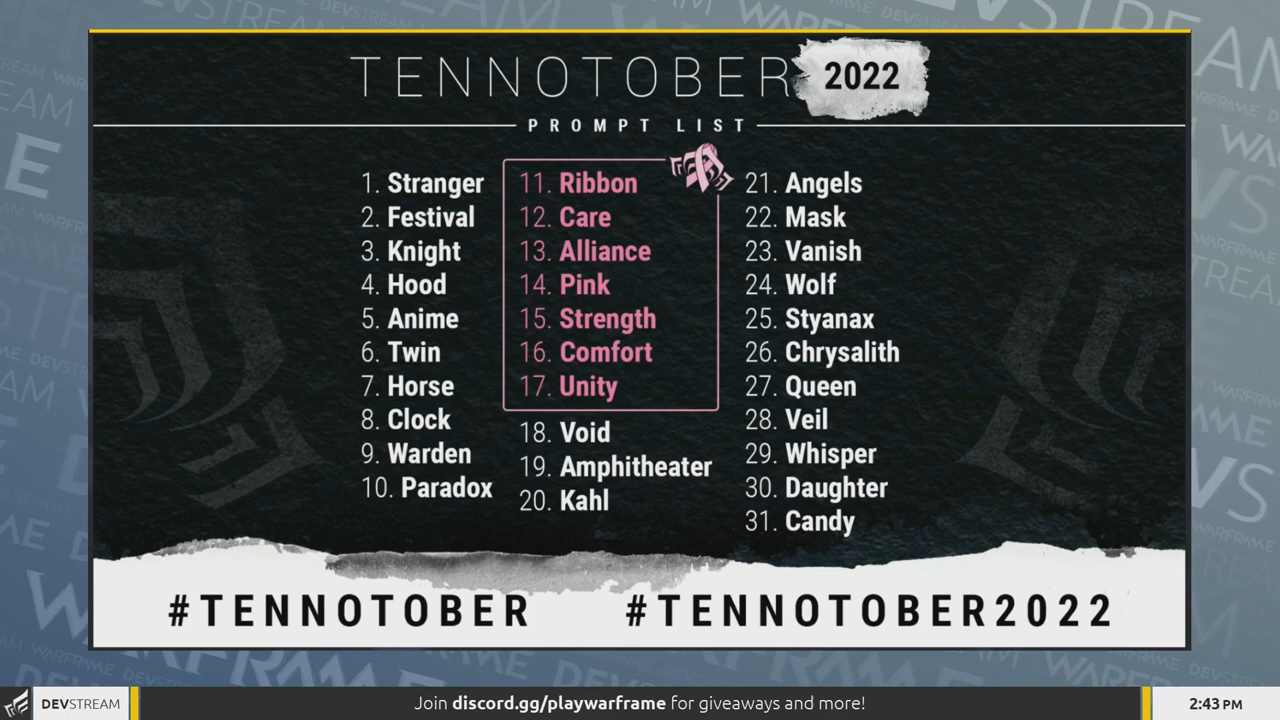 TENNOTOBER 2022
PROMPT LIST
1. Stranger
2. Festival
3. Knight
4. Hood
5. Anime
6. Twin
7. Horse
8. Clock
9. Warden
10. Paradox
11. Ribbon
12. Care
13. Alliance
14. Pink
15. Strength
16. Comfort
17. Unity
18. Void
19. Amphitheater
20. Kahl
21. Angels
22. Mask
23. Vanish
24. Wolf
25. Styanax
26. Chrysalith
27. Queen
28. Veil
29. Whisper
30. Daughter
31. Candy
#TENNOTOBER #TENNOTOBER2022
DEVSTREAM
Join discord.gg/playwarframe for giveaways and more!
2:43 PM